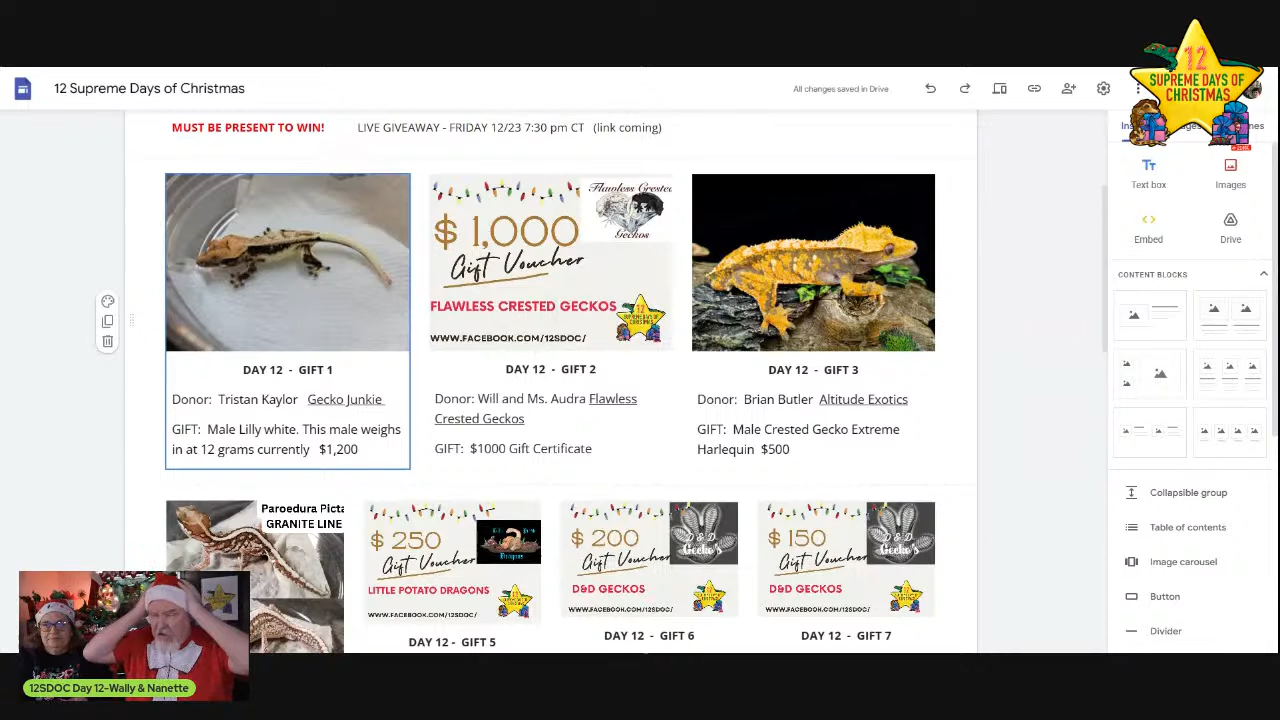 12 Supreme Days of Christmas
All changes saved in Drive
12
SUPREME DAYS OF
CHRISTMAS
MUST BE PRESENT TO WIN! LIVE GIVEAWAY - FRIDAY 12/23 7:30 pm CT (link coming)
Text box
Images
Embed
Drive
CONTENT BLOCKS
$ 1,000
Gift Voucher
Flawless Crested
Geckos
FLAWLESS CRESTED GECKOS
WWW.FACEBOOK.COM/12SDOC/
DAY 12 - GIFT 1
Donor: Tristan Kaylor Gecko Junkie
GIFT: Male Lilly white. This male weighs
in at 12 grams currently $1,200
DAY 12 - GIFT 2
Donor: Will and Ms. Audra Flawless
Crested Geckos
GIFT: $1000 Gift Certificate
DAY 12 - GIFT 3
Donor: Brian Butler Altitude Exotics
GIFT: Male Crested Gecko Extreme
Harlequin $500
Paroedura Picta
GRANITE LINE
$ 250
Gift Voucher
LITTLE POTATO DRAGONS
WWW.FACEBOOK.COM/12SDOC/
DAY 12 - GIFT 5
$ 200
Gift Voucher
D & D
Gecko's
D&D GECKOS
WWW.FACEBOOK.COM/12SDOC/
DAY 12 - GIFT 6
$ 150
Gift Voucher
D & D
Gecko's
D&D GECKOS
WWW.FACEBOOK.COM/12SDOC/
DAY 12 - GIFT 7
Collapsible group
Table of contents
Image carousel
Button
Divider
12SDOC Day 12-Wally & Nanette